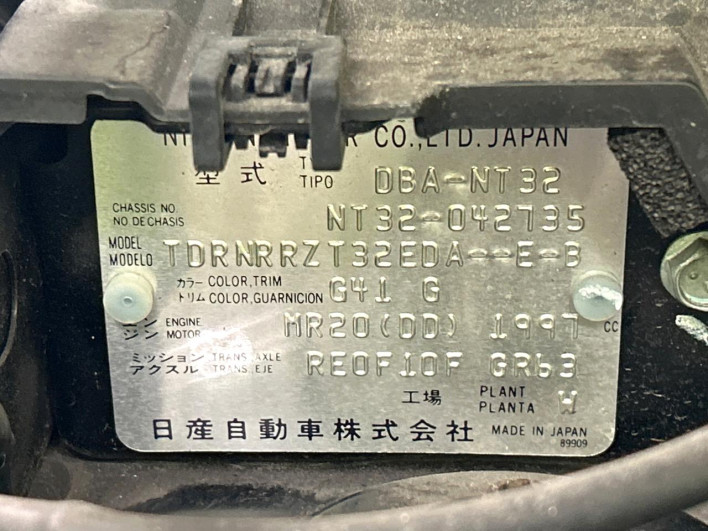 CO.,LTD. JAPAN
型式 TIPO DBA-NT32
CHASSIS NO. NO DE CHASIS NT32-042735
MODEL MODELO TDRNRRZT32EDA--E-B
カラー COLOR,TRIM トリム COLOR,GUARNICION G41 G
ENGINE ジン MOTOR MR20(DD) 1997 CC
ミッション TRANS. AXLE アクスル TRANS. EJE RE0F10F GR63
工場 PLANT PLANTA W
日産自動車株式会社 MADE IN JAPAN
89909